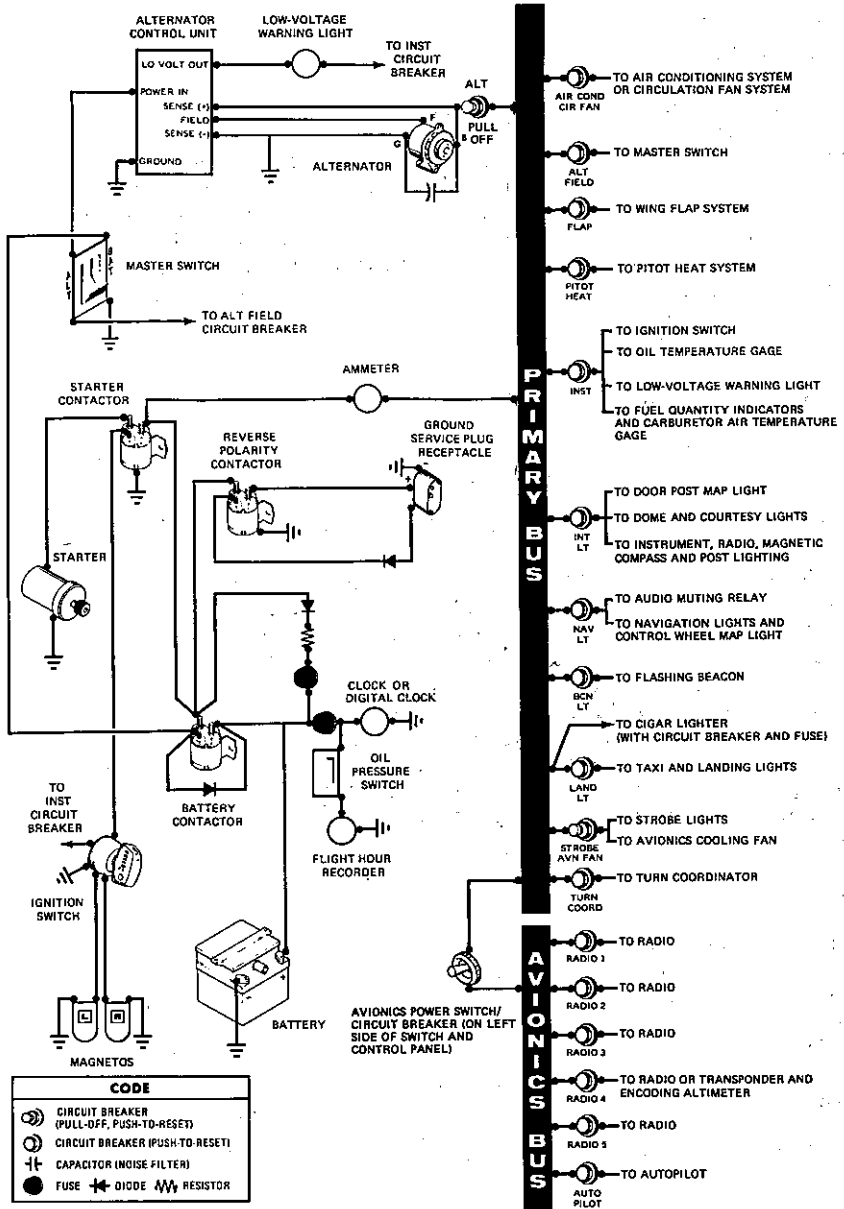 ALTERNATOR
CONTROL UNIT
LOW-VOLTAGE
WARNING LIGHT
TO INST
CIRCUIT
BREAKER
LO VOLT OUT
POWER IN
SENSE (+)
FIELD
SENSE (-)
GROUND
ALT
PULL
OFF
F
B
G
ALTERNATOR
BAT
ALT
MASTER SWITCH
TO ALT FIELD
CIRCUIT BREAKER
AMMETER
STARTER
CONTACTOR
REVERSE
POLARITY
CONTACTOR
GROUND
SERVICE PLUG
RECEPTACLE
+
-
STARTER
CLOCK OR
DIGITAL CLOCK
OIL
PRESSURE
SWITCH
BATTERY
CONTACTOR
FLIGHT HOUR
RECORDER
TO
INST
CIRCUIT
BREAKER
IGNITION
SWITCH
L
R
MAGNETOS
BATTERY
AVIONICS POWER SWITCH/
CIRCUIT BREAKER (ON LEFT
SIDE OF SWITCH AND
CONTROL PANEL)
PRIMARY BUS
AIR COND
CIR FAN
TO AIR CONDITIONING SYSTEM
OR CIRCULATION FAN SYSTEM
ALT
FIELD
TO MASTER SWITCH
FLAP
TO WING FLAP SYSTEM
PITOT
HEAT
TO PITOT HEAT SYSTEM
INST
TO IGNITION SWITCH
TO OIL TEMPERATURE GAGE
TO LOW-VOLTAGE WARNING LIGHT
TO FUEL QUANTITY INDICATORS
AND CARBURETOR AIR TEMPERATURE
GAGE
INT
LT
TO DOOR POST MAP LIGHT
TO DOME AND COURTESY LIGHTS
TO INSTRUMENT, RADIO, MAGNETIC
COMPASS AND POST LIGHTING
NAV
LT
TO AUDIO MUTING RELAY
TO NAVIGATION LIGHTS AND
CONTROL WHEEL MAP LIGHT
BCN
LT
TO FLASHING BEACON
TO CIGAR LIGHTER
(WITH CIRCUIT BREAKER AND FUSE)
LAND
LT
TO TAXI AND LANDING LIGHTS
STROBE
AVN FAN
TO STROBE LIGHTS
TO AVIONICS COOLING FAN
TURN
COORD
TO TURN COORDINATOR
AVIONICS BUS
RADIO 1
TO RADIO
RADIO 2
TO RADIO
RADIO 3
TO RADIO
RADIO 4
TO RADIO OR TRANSPONDER AND
ENCODING ALTIMETER
RADIO 5
TO RADIO
AUTO
PILOT
TO AUTOPILOT
CODE
CIRCUIT BREAKER
(PULL-OFF, PUSH-TO-RESET)
CIRCUIT BREAKER (PUSH-TO-RESET)
CAPACITOR (NOISE FILTER)
FUSE DIODE RESISTOR